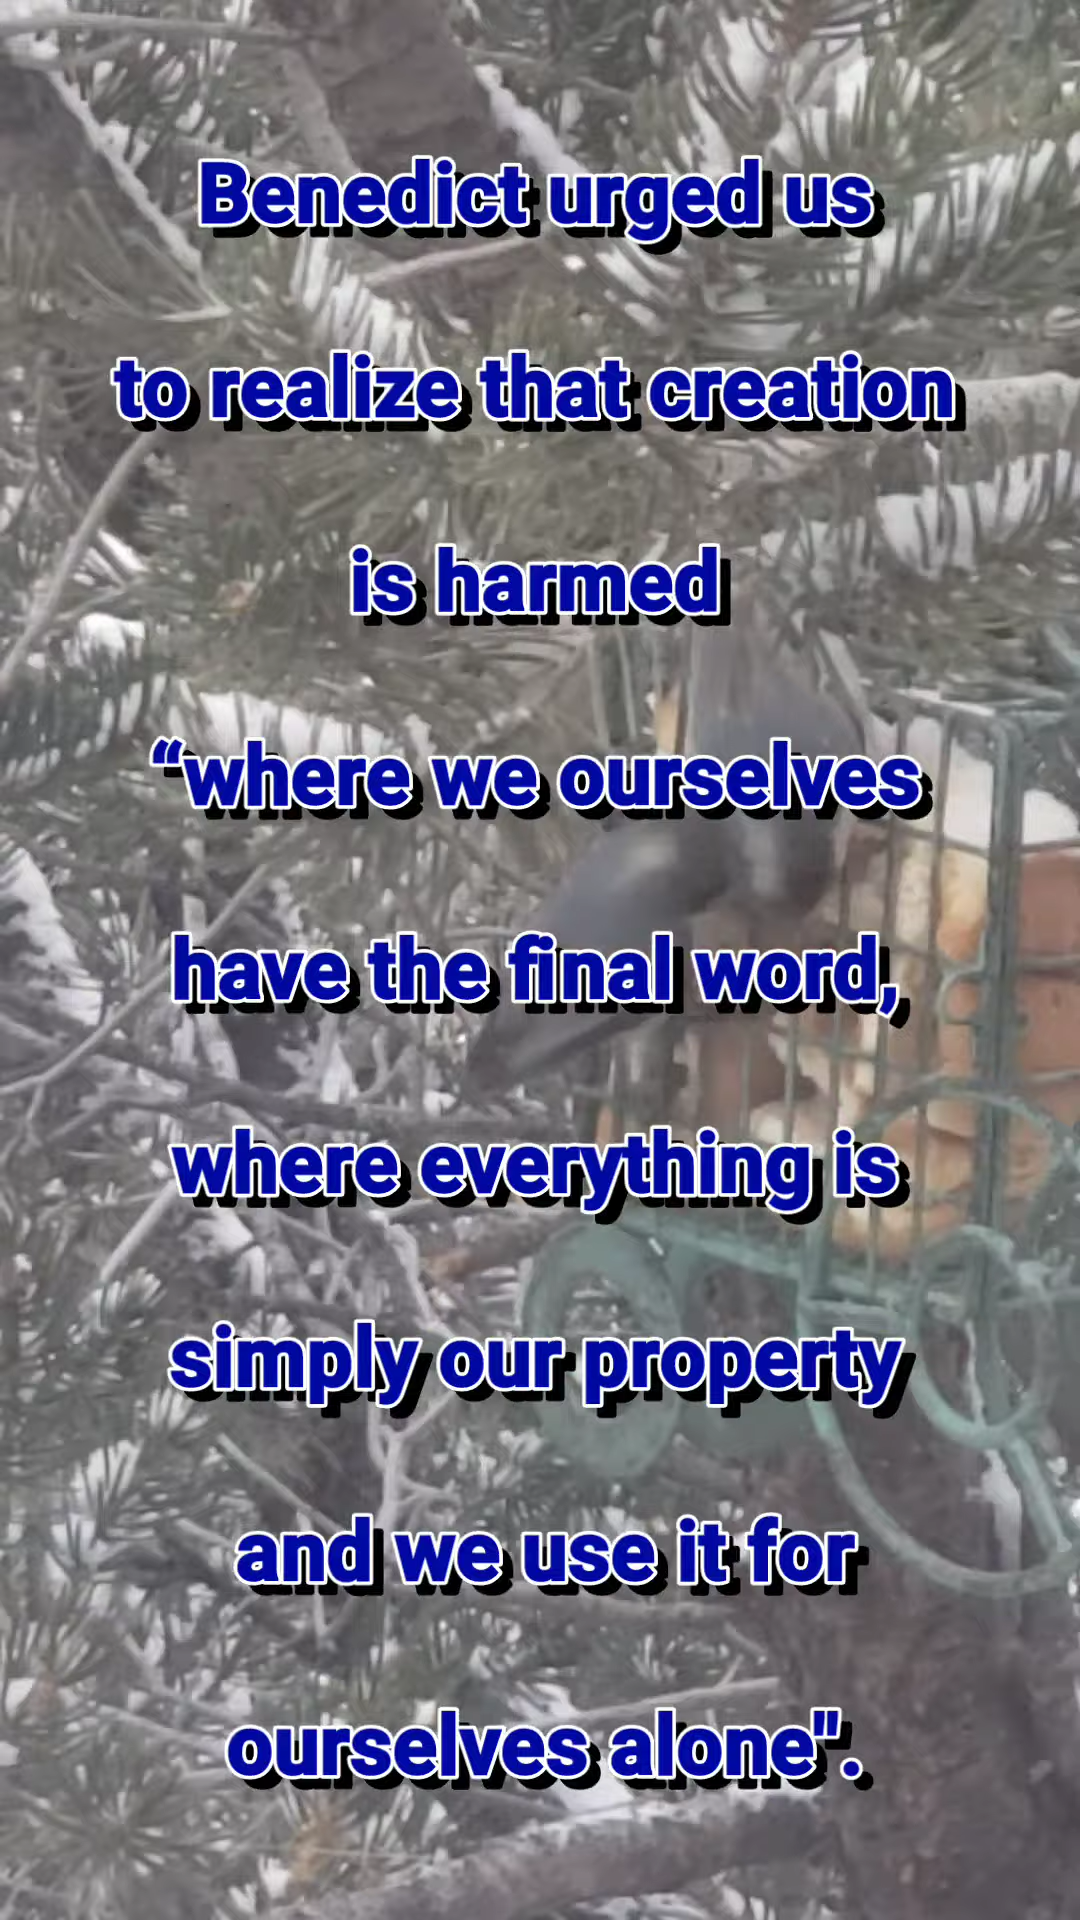 Benedict urged us
to realize that creation
is harmed
“where we ourselves
have the final word,
where everything is
simply our property
and we use it for
ourselves alone".